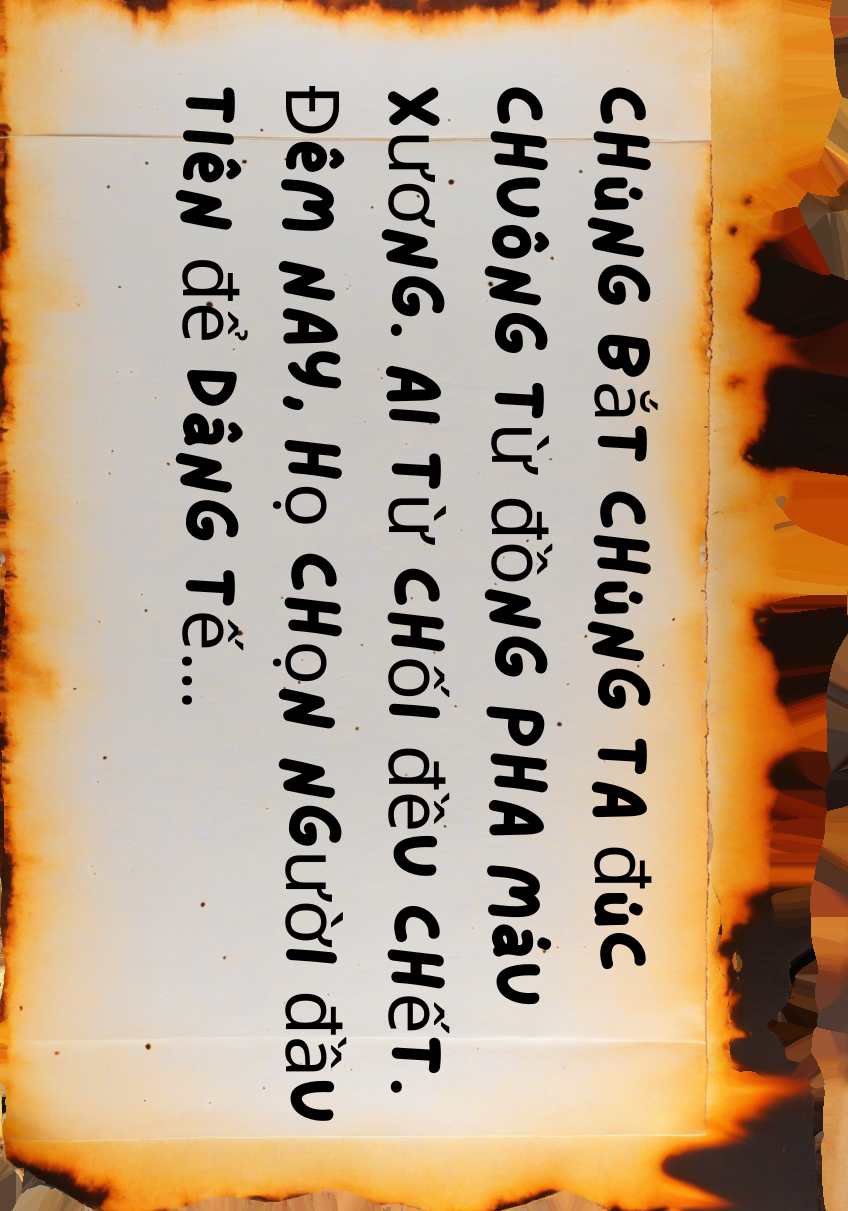 CHÚNG BắT CHÚNG TA đÚC
CHUÔNG Từ đồNG PHA MÁU
XươNG. AI Từ CHốI đềU CHếT.
ĐÊM NAY, Họ CHọN NGườI đầU
TIÊN để DÂNG Tế...